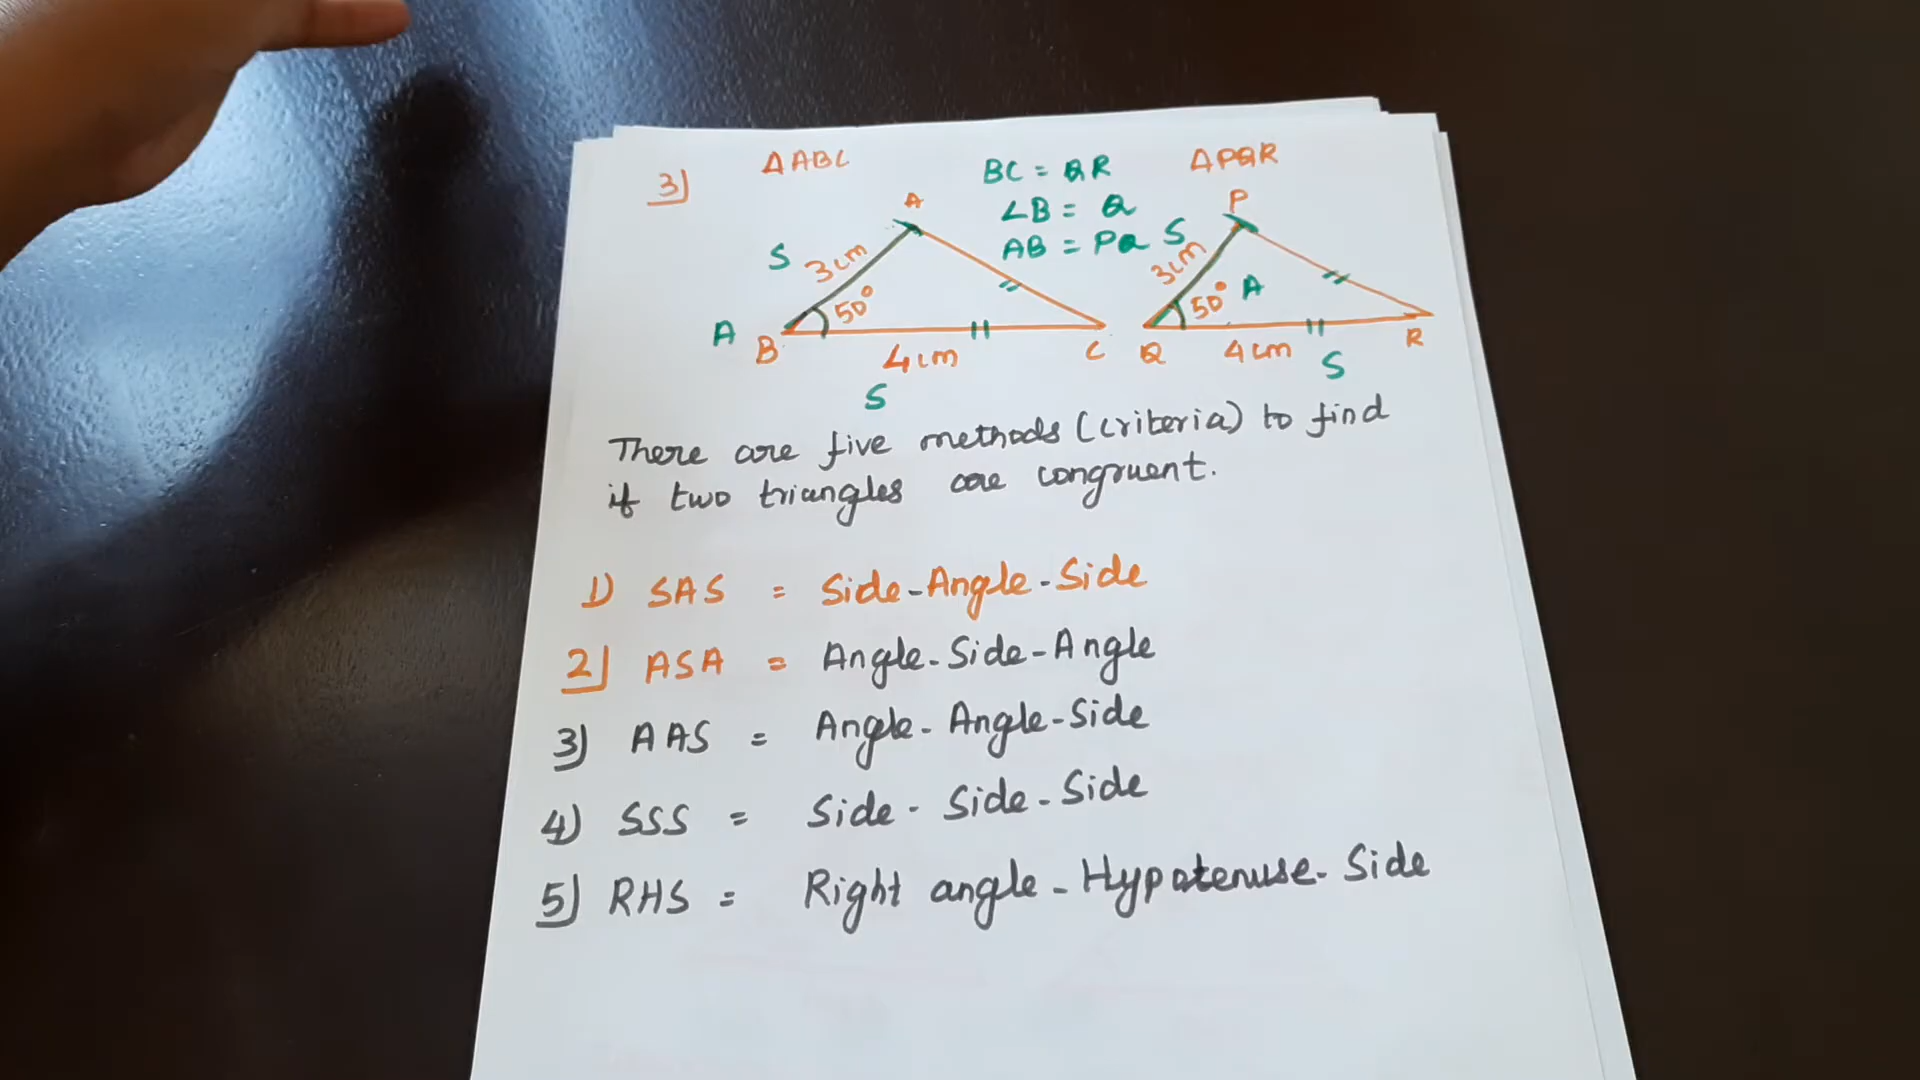 3)
ΔABC
BC = QR
ΔPQR
∠B = Q
AB = PQ
A
S
3cm
50°
A
B
4cm
C
S
P
S
3cm
50°
A
Q
4cm
R
S
There are five methods (criteria) to find
if two triangles are congruent.
1) SAS = Side-Angle-Side
2) ASA = Angle-Side-Angle
3) AAS = Angle-Angle-Side
4) SSS = Side-Side-Side
5) RHS = Right angle-Hypotenuse-Side